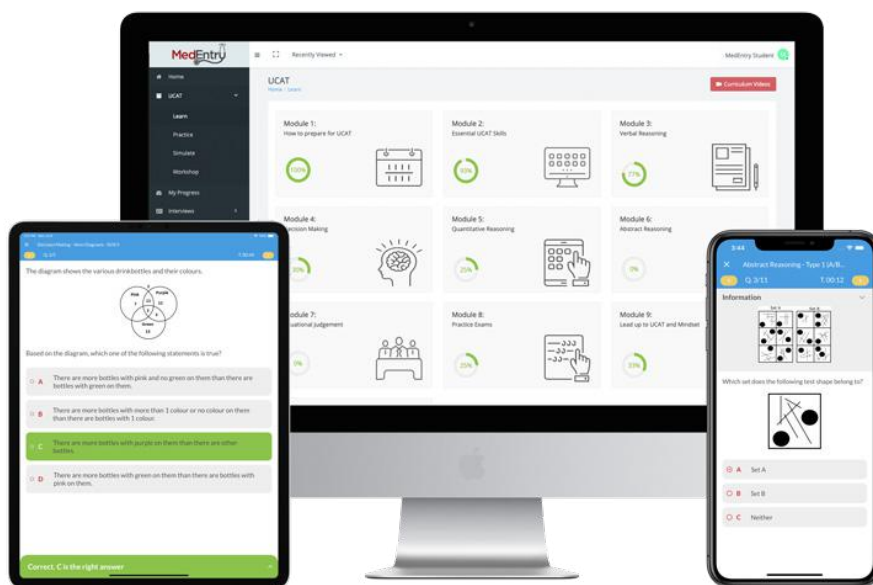 MedEntry
Recently Viewed
MedEntry Student
Home
UCAT
Learn
Practice
Simulate
Workshop
My Progress
Interviews
UCAT
Home / Learn
Curriculum Videos
Module 1:
How to prepare for UCAT
100%
Module 2:
Essential UCAT Skills
Module 3:
Verbal Reasoning
77%
Module 4:
Decision Making
Module 5:
Quantitative Reasoning
25%
Module 6:
Abstract Reasoning
0%
Module 7:
Situational Judgement
0%
Module 8:
Practice Exams
25%
Module 9:
Lead up to UCAT and Mindset
33%
The diagram shows the various drinkbottles and their colours.
Pink
Purple
Green
Based on the diagram, which one of the following statements is true?
A There are more bottles with pink and no green on them than there are
bottles with green on them.
B There are more bottles with more than 1 colour or no colour on them
than there are bottles with 1 colour.
C There are more bottles with purple on them than there are other
bottles.
D There are more bottles with green on them than there are bottles with
pink on them.
Correct. C is the right answer
3:44
Abstract Reasoning - Type 1 (A/B...
Q. 3/11
T. 00:12
Information
Set A
Set B
Which set does the following test shape belong to?
A Set A
B Set B
C Neither